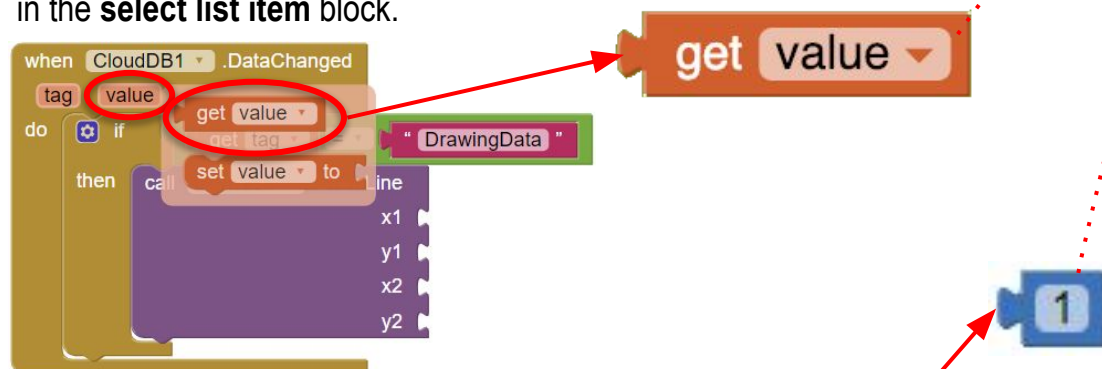 in the select list item block.
when CloudDB1 .DataChanged
tag value
get value
get value
do if get tag = " DrawingData "
set value to
then call Line
x1
y1
x2
y2
1